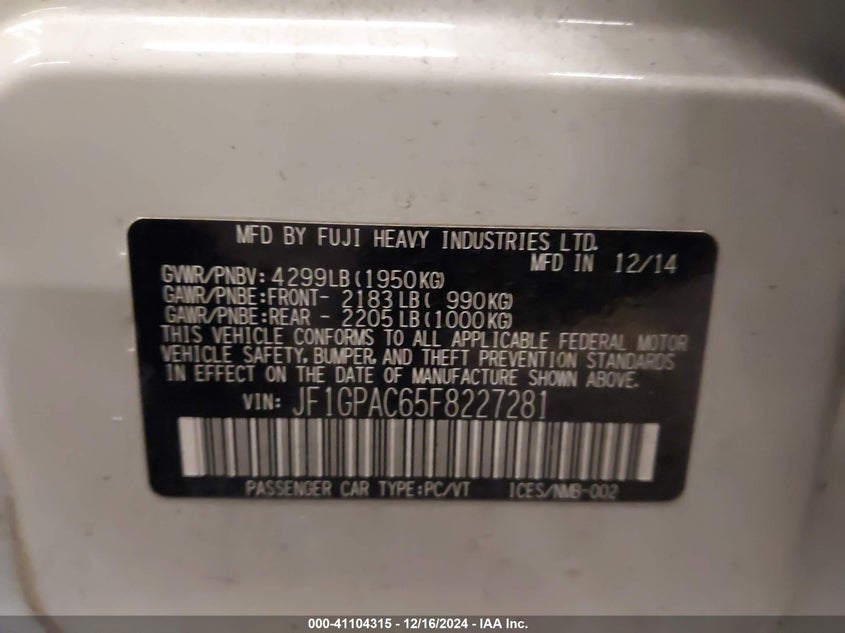 MFD BY FUJI HEAVY INDUSTRIES LTD.
MFD IN 12/14
GVWR/PNBV: 4299LB(1950KG)
GAWR/PNBE:FRONT- 2183LB( 990KG)
GAWR/PNBE:REAR - 2205LB(1000KG)
THIS VEHICLE CONFORMS TO ALL APPLICABLE FEDERAL MOTOR
VEHICLE SAFETY, BUMPER, AND THEFT PREVENTION STANDARDS
IN EFFECT ON THE DATE OF MANUFACTURE SHOWN ABOVE.
VIN: JF1GPAC65F8227281
PASSENGER CAR TYPE:PC/VT ICES/NMB-002
000-41104315 - 12/16/2024 - IAA Inc.